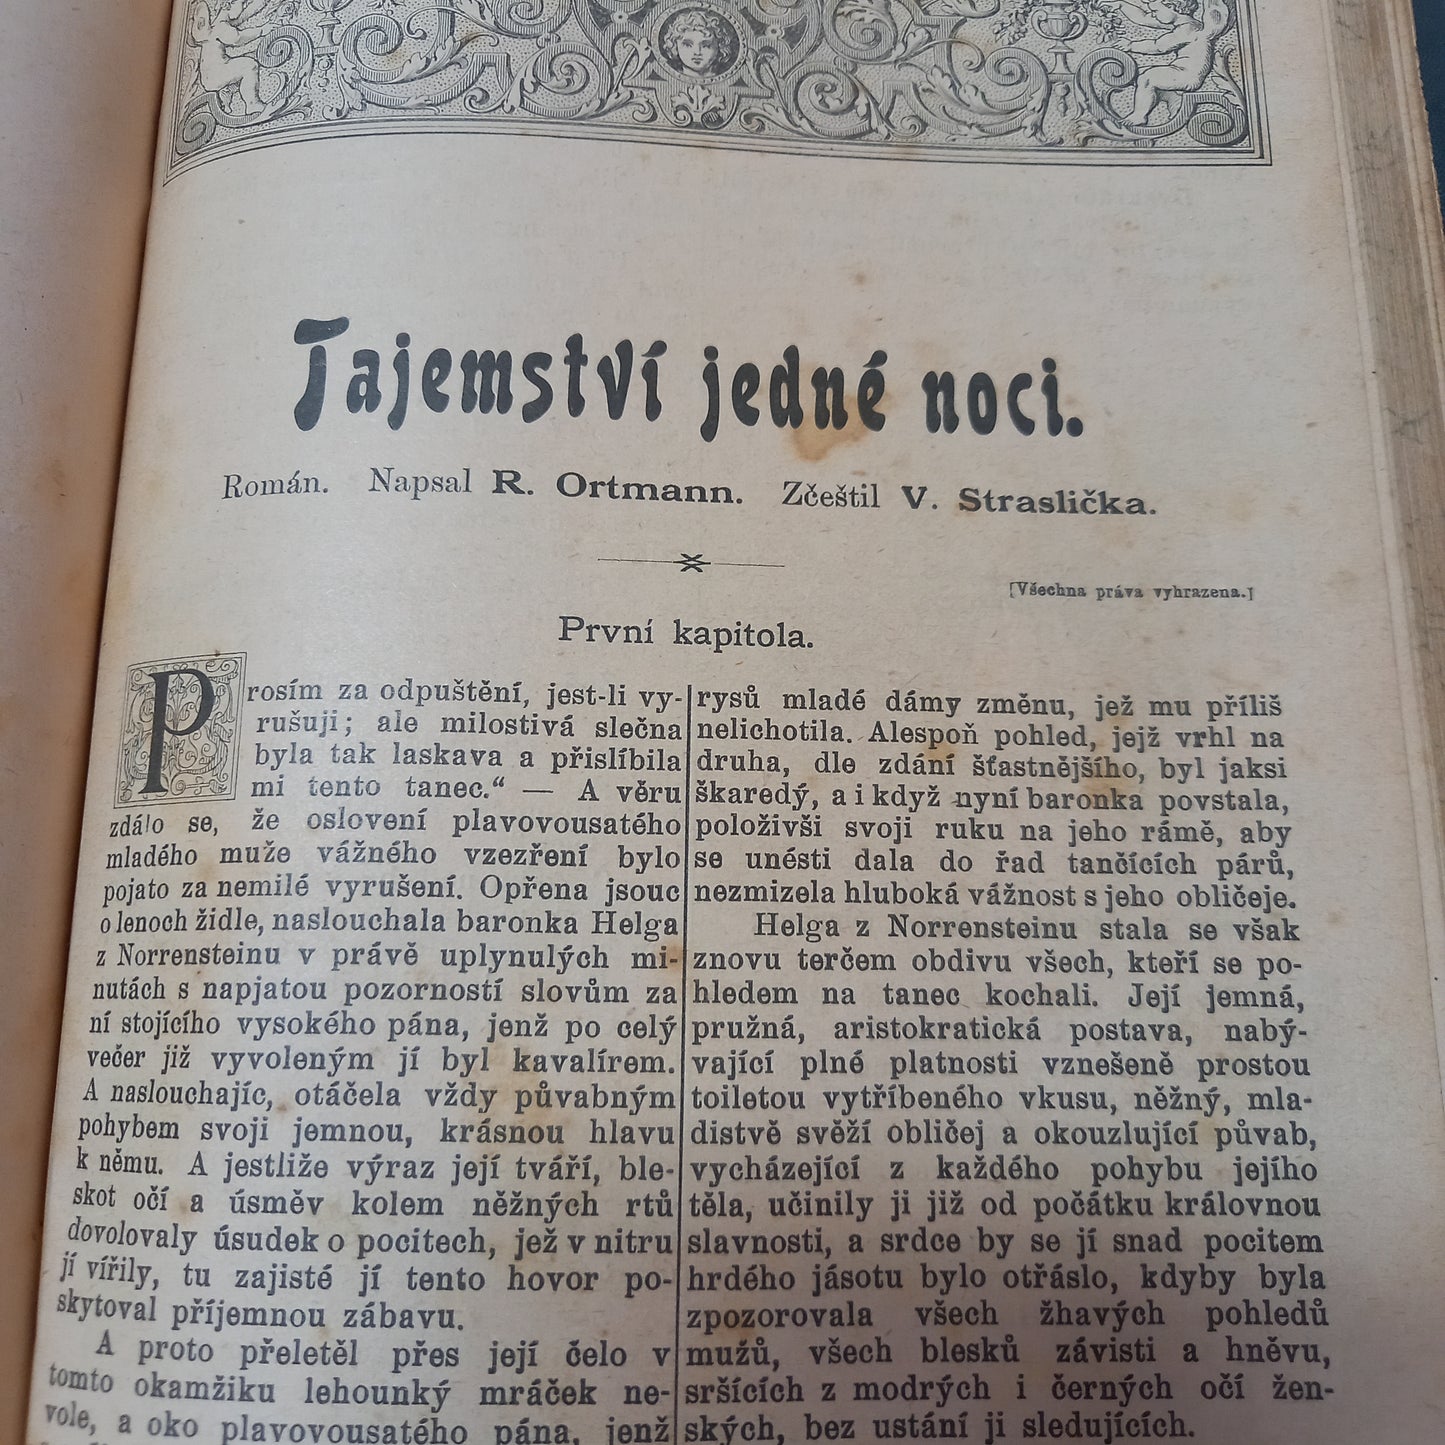 Tajemství jedné noci.
Román. Napsal R. Ortmann. Zčeštil V. Straslička.
[Všechna práva vyhrazena.]
První kapitola.
Prosím za odpuštění, jest-li vy-
rušuji; ale milostivá slečna
byla tak laskava a přislíbila
mi tento tanec.“ — A věru
zdálo se, že oslovení plavovousatého
mladého muže vážného vzezření bylo
pojato za nemilé vyrušení. Opřena jsouc
o lenoch židle, naslouchala baronka Helga
z Norrensteinu v právě uplynulých mi-
nutách s napjatou pozorností slovům za
ní stojícího vysokého pána, jenž po celý
večer již vyvoleným jí byl kavalírem.
A naslouchajíc, otáčela vždy půvabným
pohybem svoji jemnou, krásnou hlavu
k němu. A jestliže výraz její tváří, ble-
skot očí a úsměv kolem něžných rtů
dovolovaly úsudek o pocitech, jež v nitru
jí vířily, tu zajisté jí tento hovor po-
skytoval příjemnou zábavu.
A proto přeletěl přes její čelo v
tomto okamžiku lehounký mráček ne-
vole, a oko plavovousatého pána, jenž
rysů mladé dámy změnu, jež mu příliš
nelichotila. Alespoň pohled, jejž vrhl na
druha, dle zdání šťastnějšího, byl jaksi
škaredý, a i když nyní baronka povstala,
položivši svoji ruku na jeho rámě, aby
se unésti dala do řad tančících párů,
nezmizela hluboká vážnost s jeho obličeje.
Helga z Norrensteinu stala se však
znovu terčem obdivu všech, kteří se po-
hledem na tanec kochali. Její jemná,
pružná, aristokratická postava, nabý-
vající plné platnosti vznešeně prostou
toiletou vytříbeného vkusu, něžný, mla-
distvě svěží obličej a okouzlující půvab,
vycházející z každého pohybu jejího
těla, učinily ji již od počátku královnou
slavnosti, a srdce by se jí snad pocitem
hrdého jásotu bylo otřáslo, kdyby byla
zpozorovala všech žhavých pohledů
mužů, všech blesků závisti a hněvu,
sršících z modrých i černých očí žen-
ských, bez ustání ji sledujících.